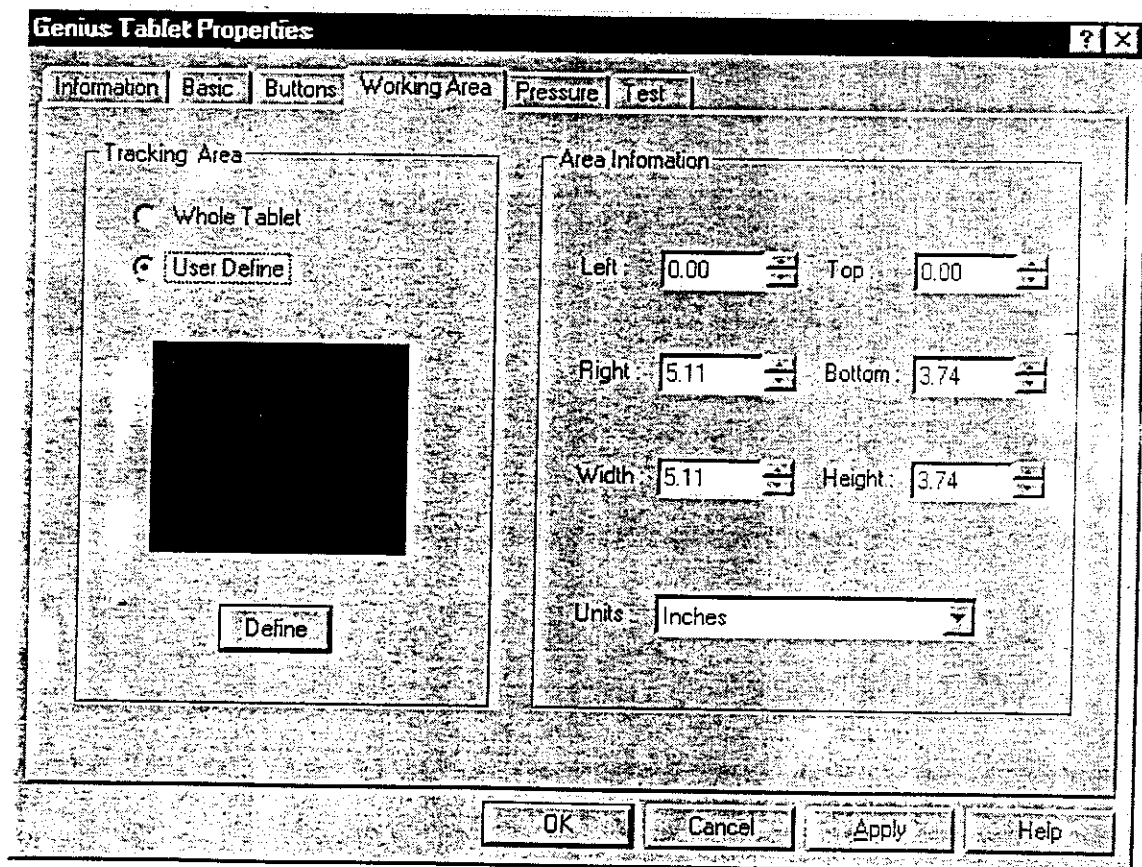 Genius Tablet Properties
Information Basic Buttons Working Area Pressure Test
Tracking Area
Whole Tablet
User Define
Define
Area Infomation
Left : 0.00 Top : 0.00
Right : 5.11 Bottom : 3.74
Width : 5.11 Height : 3.74
Units : Inches
OK Cancel Apply Help